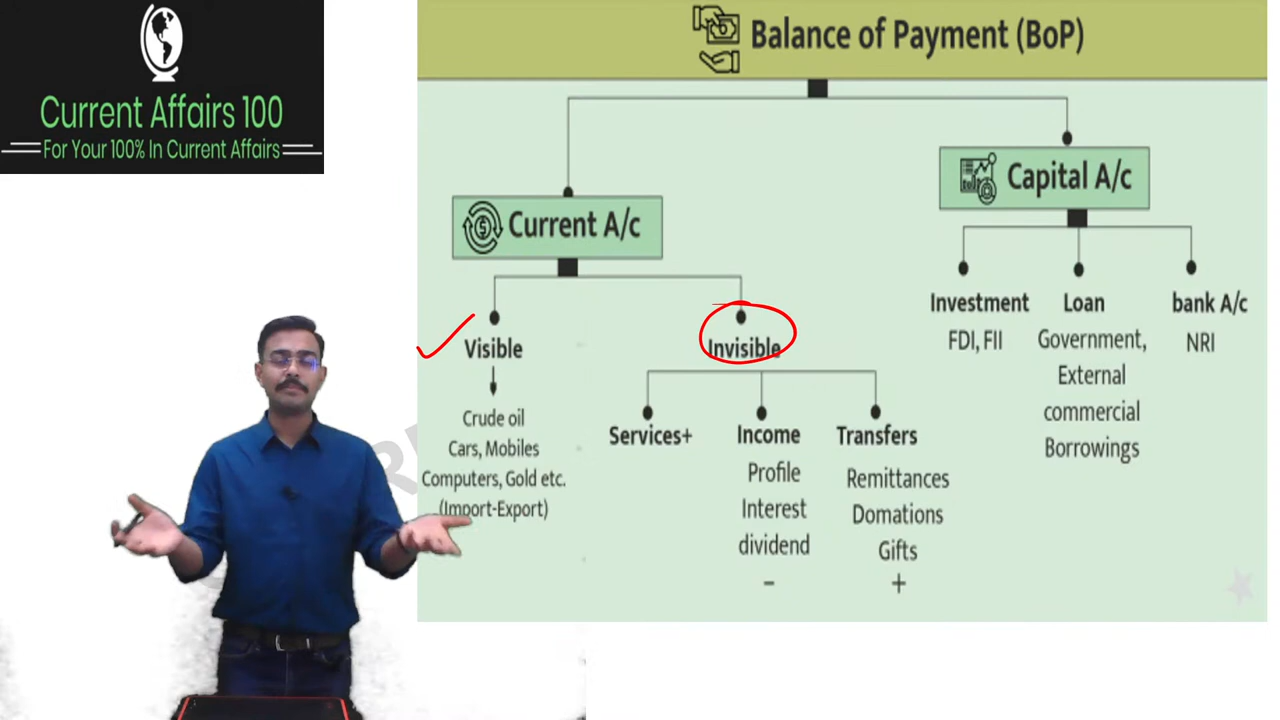 Current Affairs 100
For Your 100% In Current Affairs
Balance of Payment (BoP)
Current A/c
Capital A/c
Visible
Crude oil
Cars, Mobiles
Computers, Gold etc.
(Import-Export)
Invisible
Services+
Income
Profile
Interest
dividend
–
Transfers
Remittances
Domations
Gifts
+
Investment
FDI, FII
Loan
Government,
External
commercial
Borrowings
bank A/c
NRI